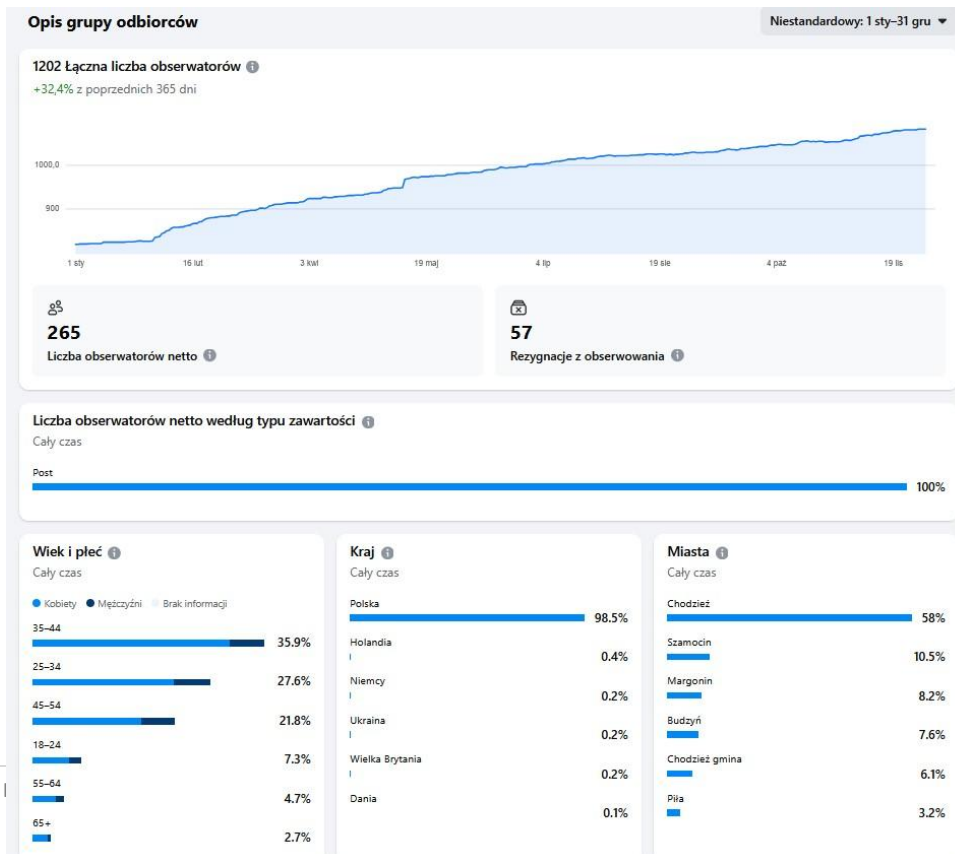 Opis grupy odbiorców
Niestandardowy: 1 sty–31 gru
1202 Łączna liczba obserwatorów
+32,4% z poprzednich 365 dni
1000,0
900
1 sty 16 lut 3 kwi 19 maj 4 lip 19 sie 4 paź 19 lis
265
Liczba obserwatorów netto
57
Rezygnacje z obserwowania
Liczba obserwatorów netto według typu zawartości
Cały czas
Post
100%
Wiek i płeć
Cały czas
Kobiety Mężczyźni Brak informacji
35–44
35.9%
25–34
27.6%
45–54
21.8%
18–24
7.3%
55–64
4.7%
65+
2.7%
Kraj
Cały czas
Polska
98.5%
Holandia
0.4%
Niemcy
0.2%
Ukraina
0.2%
Wielka Brytania
0.2%
Dania
0.1%
Miasta
Cały czas
Chodzież
58%
Szamocin
10.5%
Margonin
8.2%
Budzyń
7.6%
Chodzież gmina
6.1%
Piła
3.2%